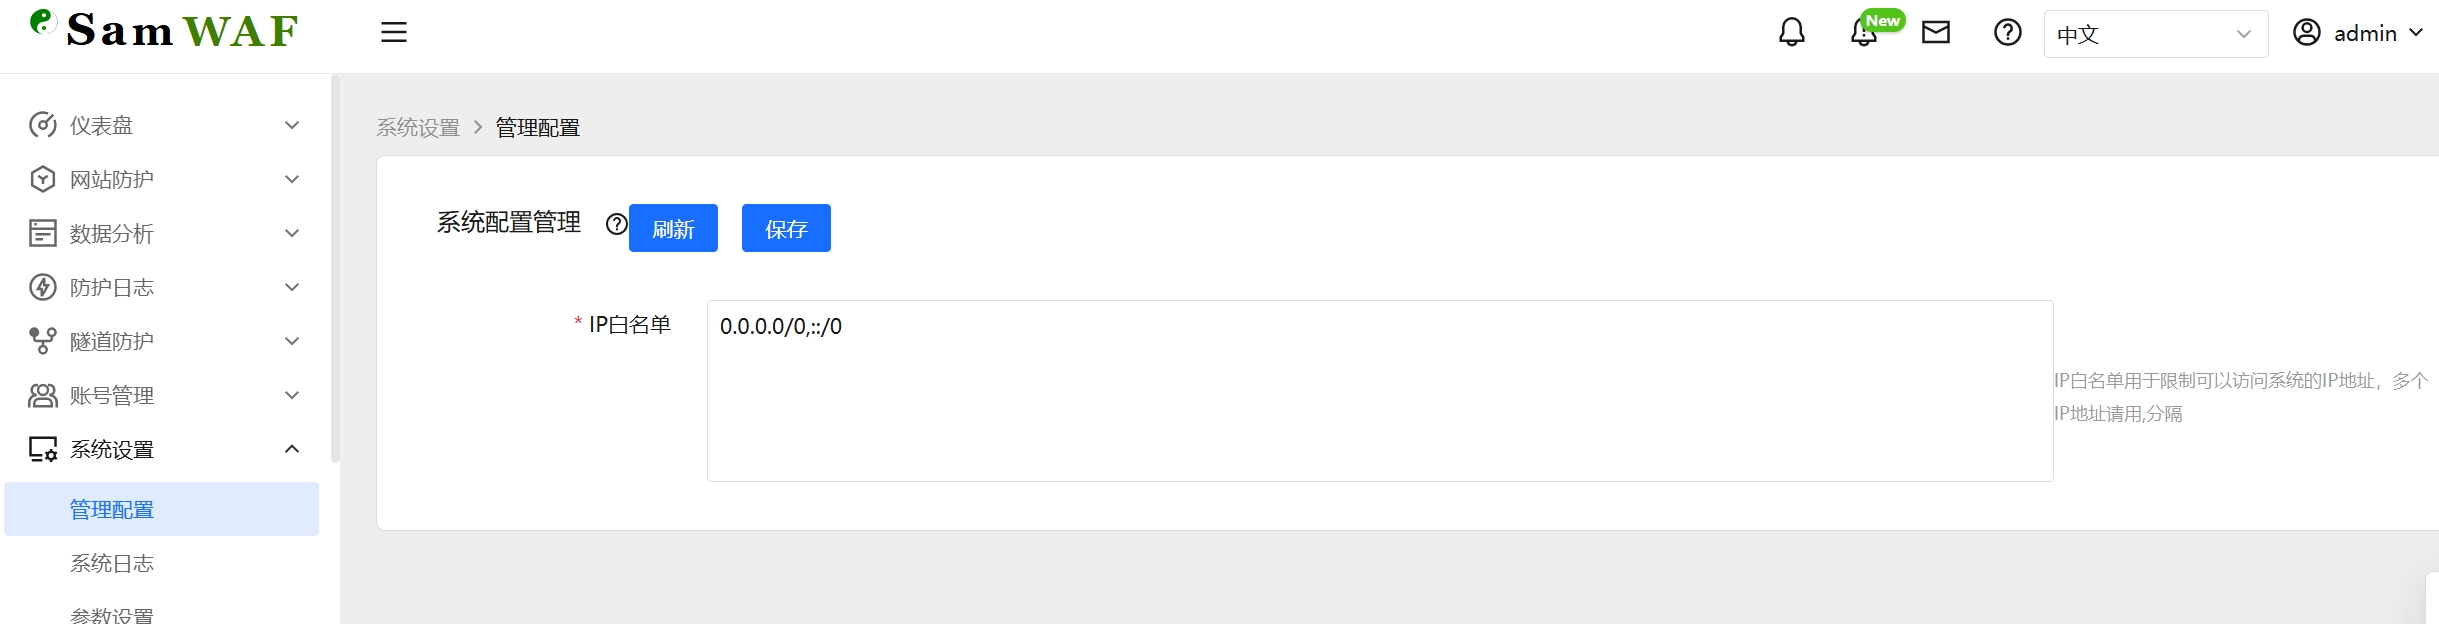 Sam WAF
New
中文
admin
仪表盘
网站防护
数据分析
防护日志
隧道防护
账号管理
系统设置
管理配置
系统日志
参数设置
系统设置 > 管理配置
系统配置管理
刷新
保存
* IP白名单
0.0.0.0/0,::/0
IP白名单用于限制可以访问系统的IP地址，多个
IP地址请用,分隔